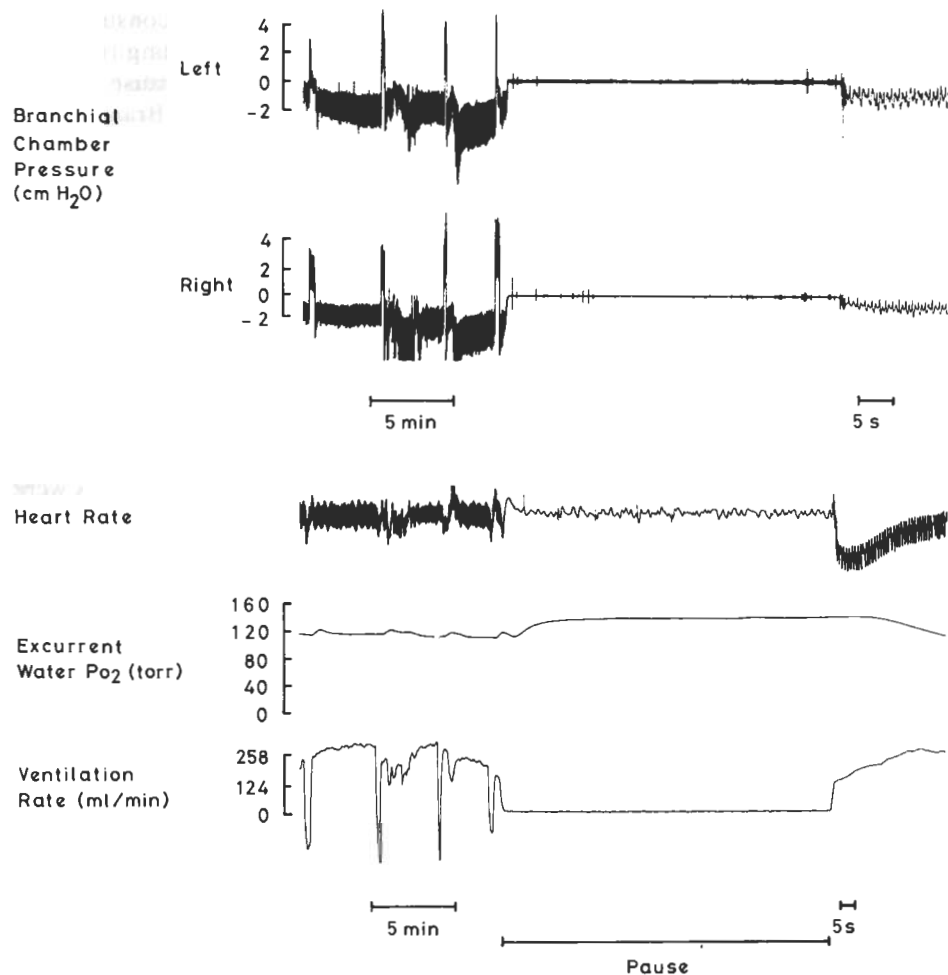 4
2
0
-2
Left
Branchial
Chamber
Pressure
(cm H2O)
4
2
0
-2
Right
5 min
5 s
Heart Rate
160
120
80
40
0
Excurrent
Water Po2 (torr)
258
124
0
Ventilation
Rate (ml/min)
5 min
5s
Pause